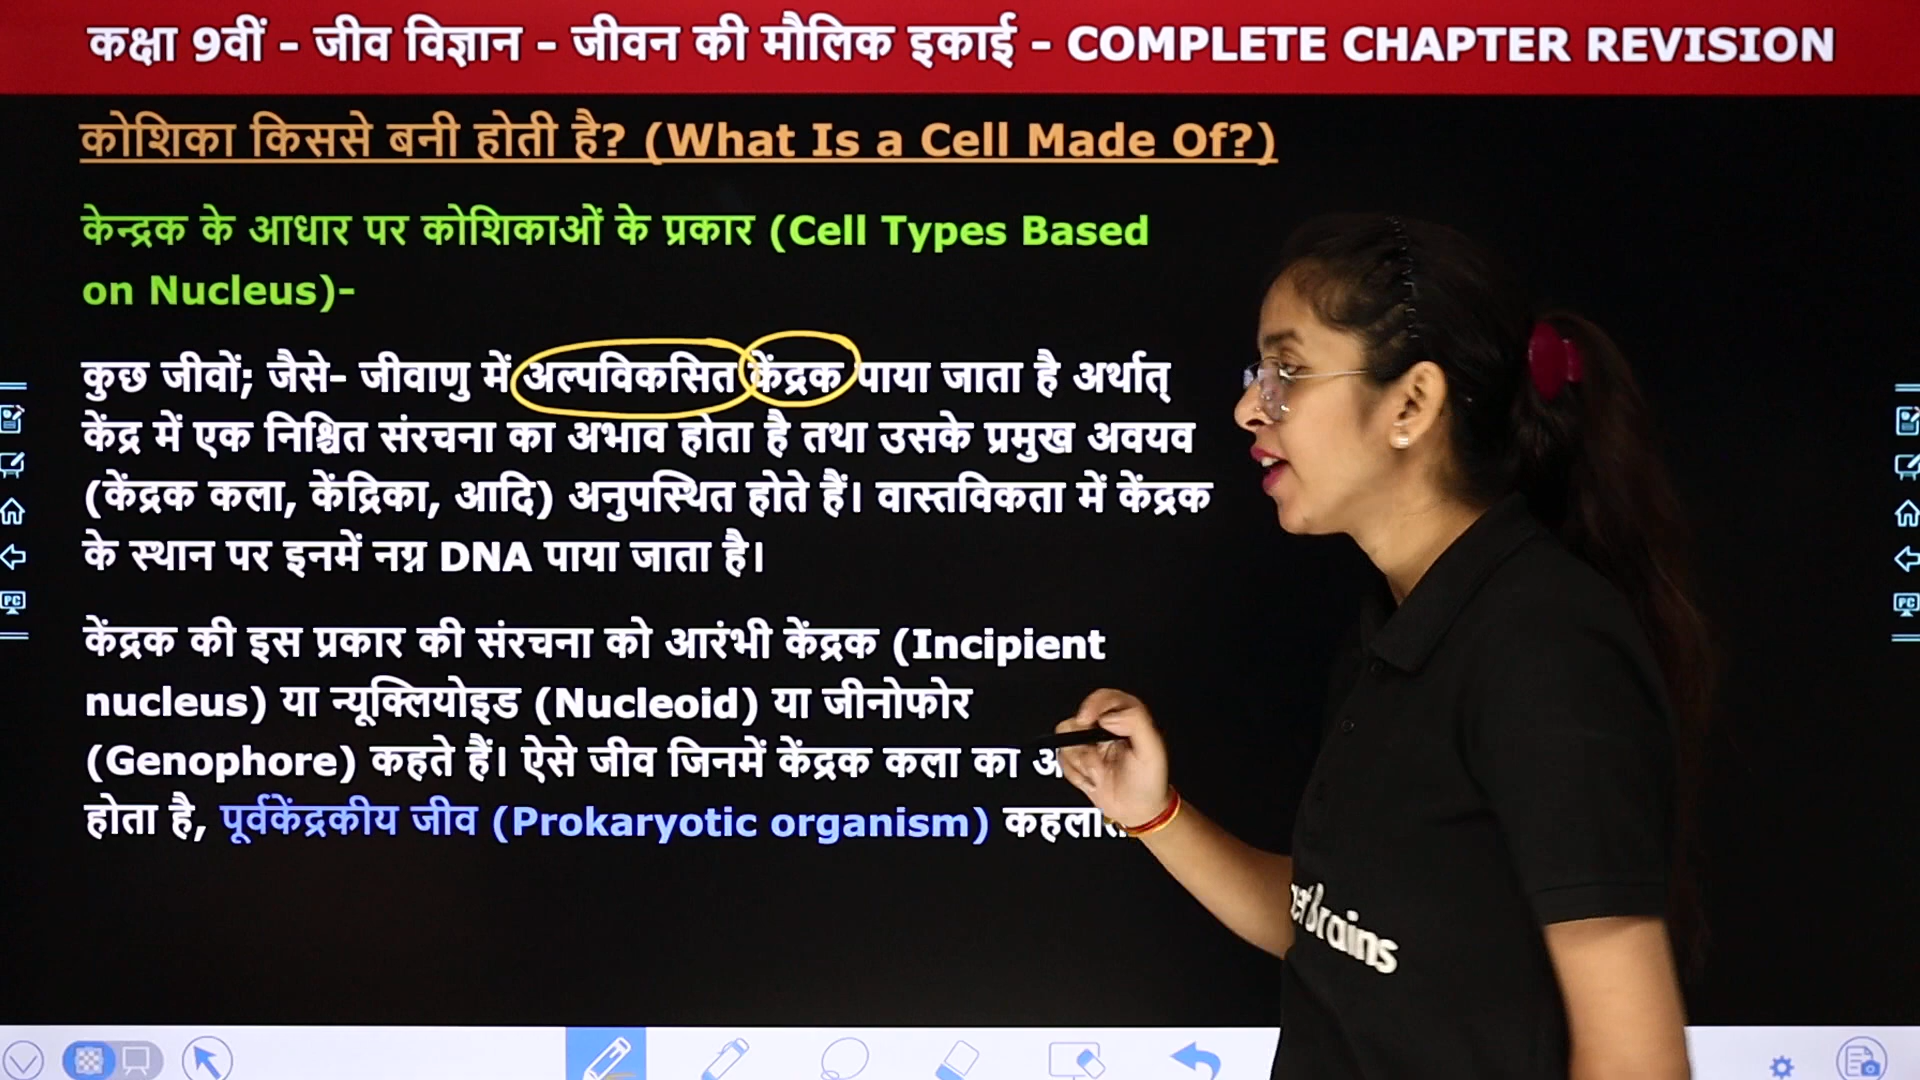 कक्षा 9वीं - जीव विज्ञान - जीवन की मौलिक इकाई - COMPLETE CHAPTER REVISION
कोशिका किससे बनी होती है? (What Is a Cell Made Of?)
केन्द्रक के आधार पर कोशिकाओं के प्रकार (Cell Types Based
on Nucleus)-
कुछ जीवों; जैसे- जीवाणु में अल्पविकसित केंद्रक पाया जाता है अर्थात्
केंद्र में एक निश्चित संरचना का अभाव होता है तथा उसके प्रमुख अवयव
(केंद्रक कला, केंद्रिका, आदि) अनुपस्थित होते हैं। वास्तविकता में केंद्रक
के स्थान पर इनमें नग्न DNA पाया जाता है।
केंद्रक की इस प्रकार की संरचना को आरंभी केंद्रक (Incipient
nucleus) या न्यूक्लियोइड (Nucleoid) या जीनोफोर
(Genophore) कहते हैं। ऐसे जीव जिनमें केंद्रक कला का
होता है, पूर्वकेंद्रकीय जीव (Prokaryotic organism)
PC
PC
Brains